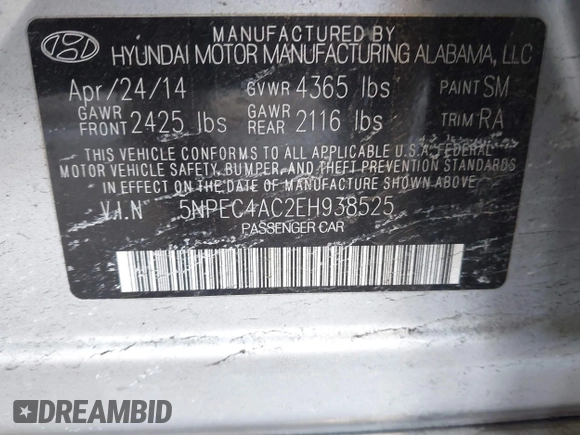 MANUFACTURED BY
HYUNDAI MOTOR MANUFACTURING ALABAMA, LLC
Apr/24/14 GVWR 4365 lbs PAINT SM
GAWR FRONT 2425 lbs GAWR REAR 2116 lbs TRIM RA
THIS VEHICLE CONFORMS TO ALL APPLICABLE U.S.A. FEDERAL
MOTOR VEHICLE SAFETY, BUMPER, AND THEFT PREVENTION STANDARDS
IN EFFECT ON THE DATE OF MANUFACTURE SHOWN ABOVE.
V.I.N 5NPEC4AC2EH938525
PASSENGER CAR
DREAMBID